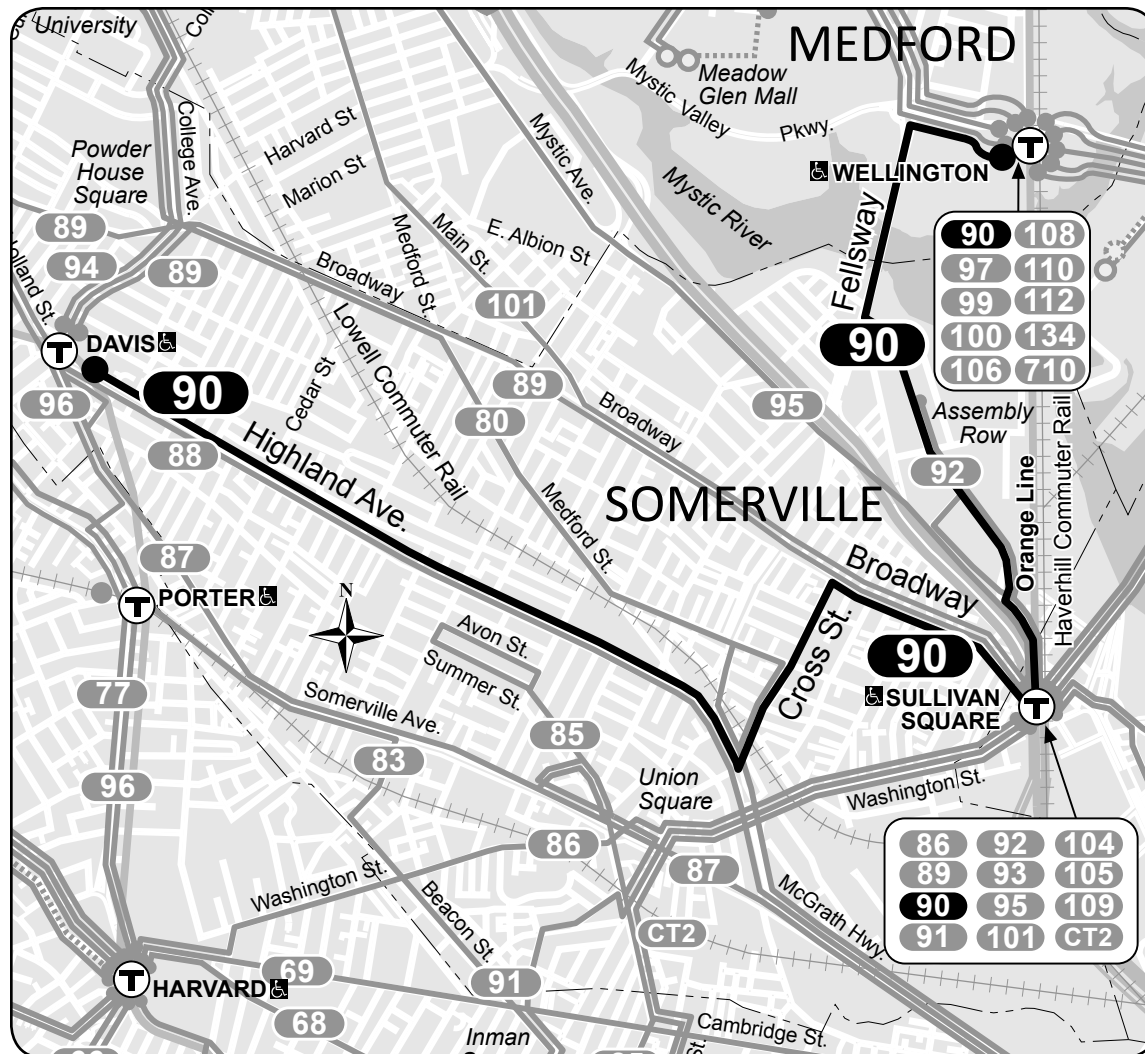 University
MEDFORD
Meadow
Glen Mall
Mystic Valley
Pkwy.
College Ave.
Harvard St
Marion St
Powder
House
Square
Mystic Ave.
Mystic River
WELLINGTON
89
94
89
Medford St.
Main St.
E. Albion St
Broadway
101
Fellsway
90
90 108
97 110
99 112
100 134
106 710
Holland St.
DAVIS
96
90
88
Cedar St
Lowell Commuter Rail
89
80
Broadway
95
Assembly
Row
92
Highland Ave.
SOMERVILLE
Medford St.
Orange Line
Haverhill Commuter Rail
87
PORTER
N
Avon St.
Summer St.
Broadway
Cross St.
90
SULLIVAN
SQUARE
77
Somerville Ave.
85
83
96
Union
Square
Washington St.
86
87
86 92 104
89 93 105
90 95 109
91 101 CT2
Washington St.
Beacon St.
McGrath Hwy.
CT2
HARVARD
69
91
68
Cambridge St.
Inman
St.